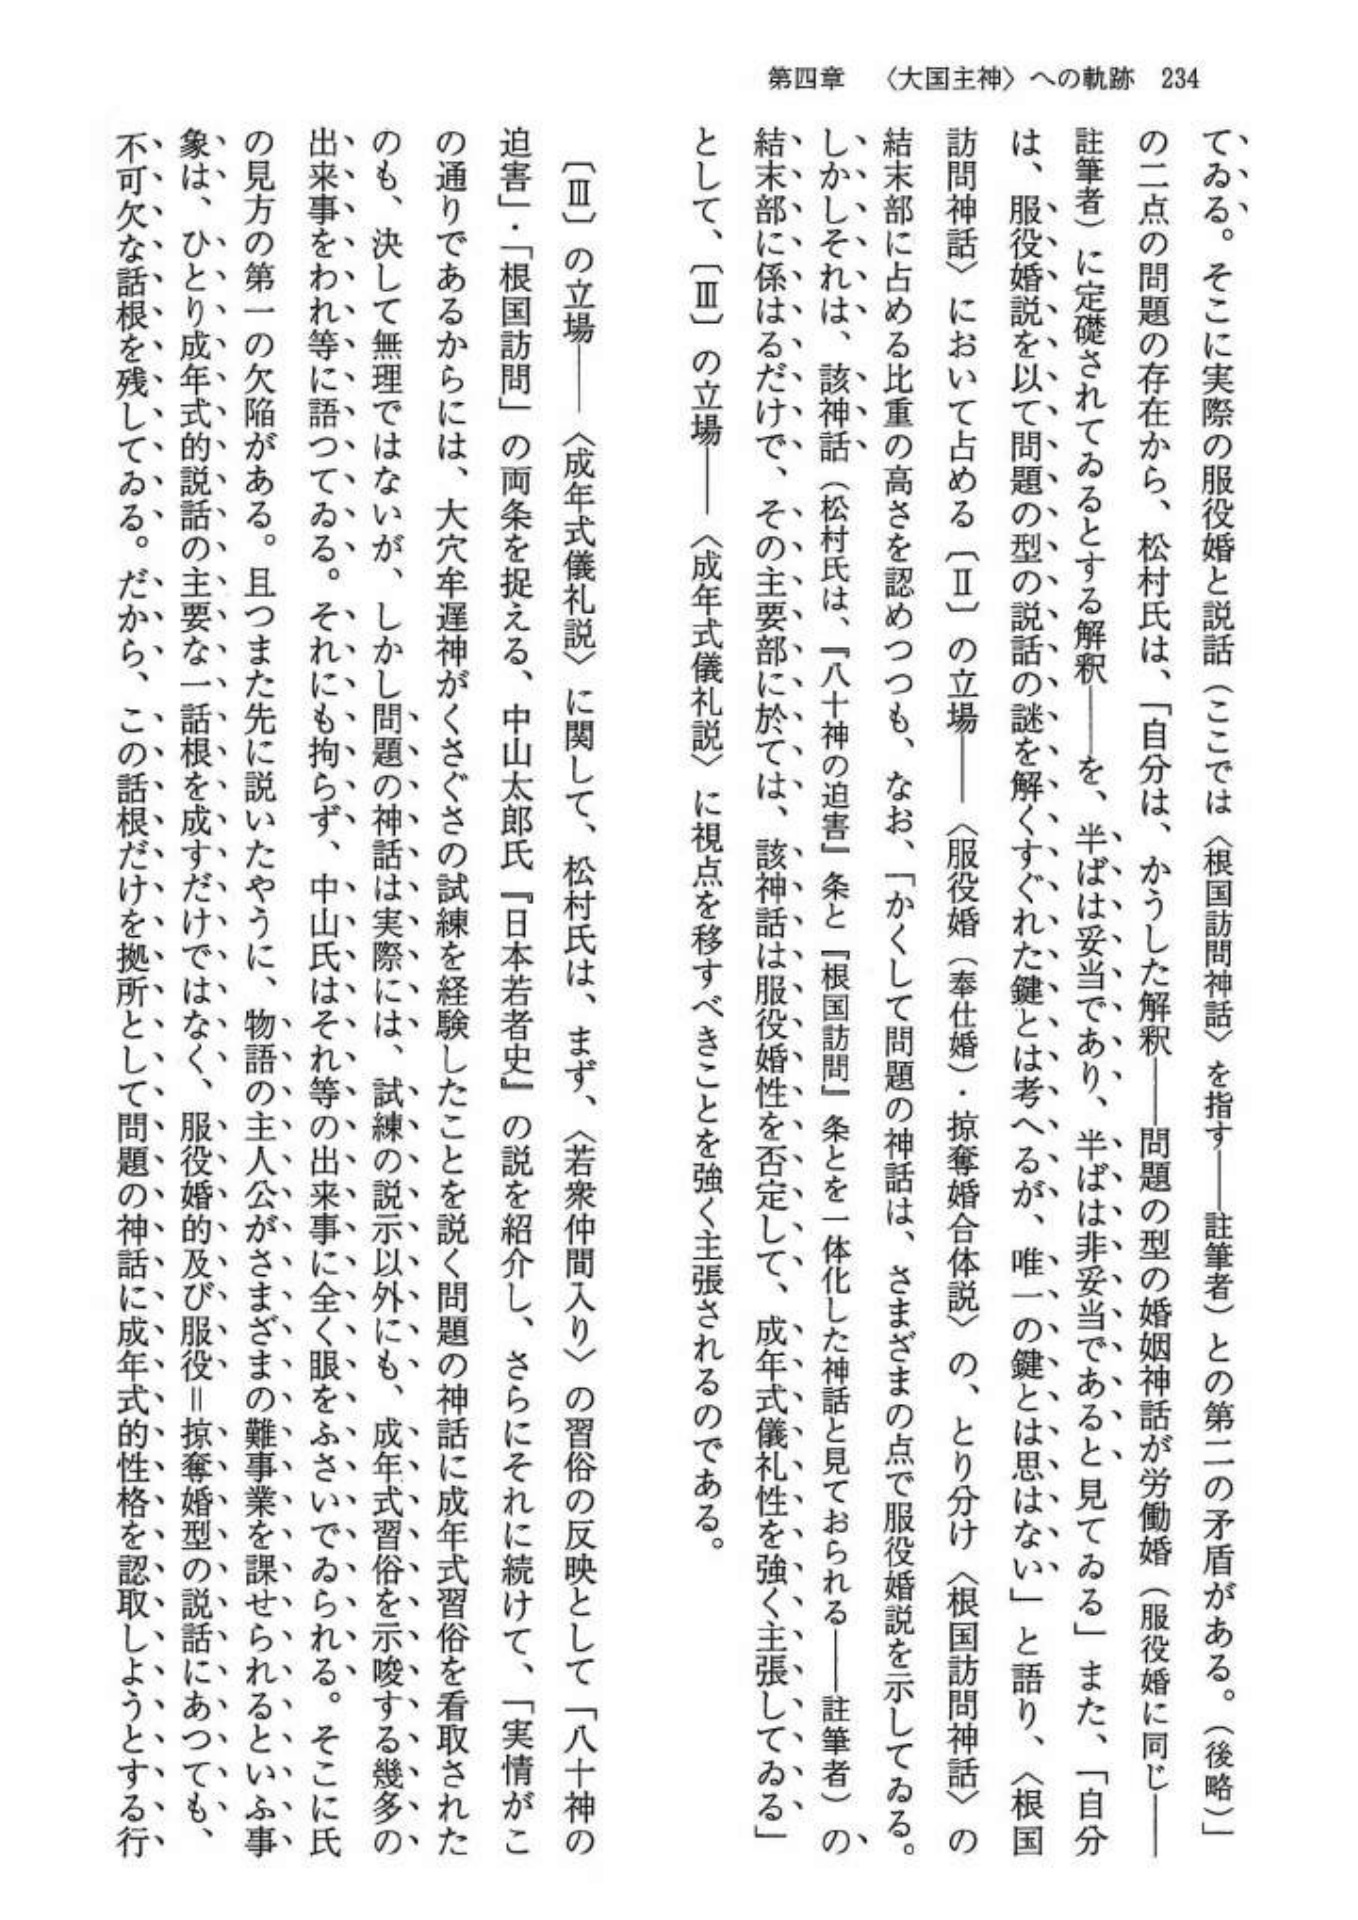 第四章　〈大国主神〉への軌跡　234
てゐる。そこに実際の服役婚と説話（ここでは〈根国訪問神話〉を指す――註筆者）との第二の矛盾がある。（後略）」
の二点の問題の存在から、松村氏は、「自分は、かうした解釈――問題の型の婚姻神話が労働婚（服役婚に同じ――
註筆者）に定礎されてゐるとする解釈――を、半ばは妥当であり、半ばは非妥当であると見てゐる」また、「自分
は、服役婚説を以て問題の型の説話の謎を解くすぐれた鍵とは考へるが、唯一の鍵とは思はない」と語り、〈根国
訪問神話〉において占める〔Ⅱ〕の立場――〈服役婚（奉仕婚）・掠奪婚合体説〉の、とり分け〈根国訪問神話〉の
結末部に占める比重の高さを認めつつも、なお、「かくして問題の神話は、さまざまの点で服役婚説を示してゐる。
しかしそれは、該神話（松村氏は、『八十神の迫害』条と『根国訪問』条とを一体化した神話と見ておられる――註筆者）の
結末部に係はるだけで、その主要部に於ては、該神話は服役婚性を否定して、成年式儀礼性を強く主張してゐる」
として、〔Ⅲ〕の立場――〈成年式儀礼説〉に視点を移すべきことを強く主張されるのである。
〔Ⅲ〕の立場――〈成年式儀礼説〉に関して、松村氏は、まず、〈若衆仲間入り〉の習俗の反映として「八十神の
迫害」・「根国訪問」の両条を捉える、中山太郎氏『日本若者史』の説を紹介し、さらにそれに続けて、「実情がこ
の通りであるからには、大穴牟遅神がくさぐさの試練を経験したことを説く問題の神話に成年式習俗を看取された
のも、決して無理ではないが、しかし問題の神話は実際には、試練の説示以外にも、成年式習俗を示唆する幾多の
出来事をわれ等に語つてゐる。それにも拘らず、中山氏はそれ等の出来事に全く眼をふさいでゐられる。そこに氏
の見方の第一の欠陥がある。且つまた先に説いたやうに、物語の主人公がさまざまの難事業を課せられるといふ事
象は、ひとり成年式的説話の主要な一話根を成すだけではなく、服役婚的及び服役＝掠奪婚型の説話にあつても、
不可欠な話根を残してゐる。だから、この話根だけを拠所として問題の神話に成年式的性格を認取しようとする行